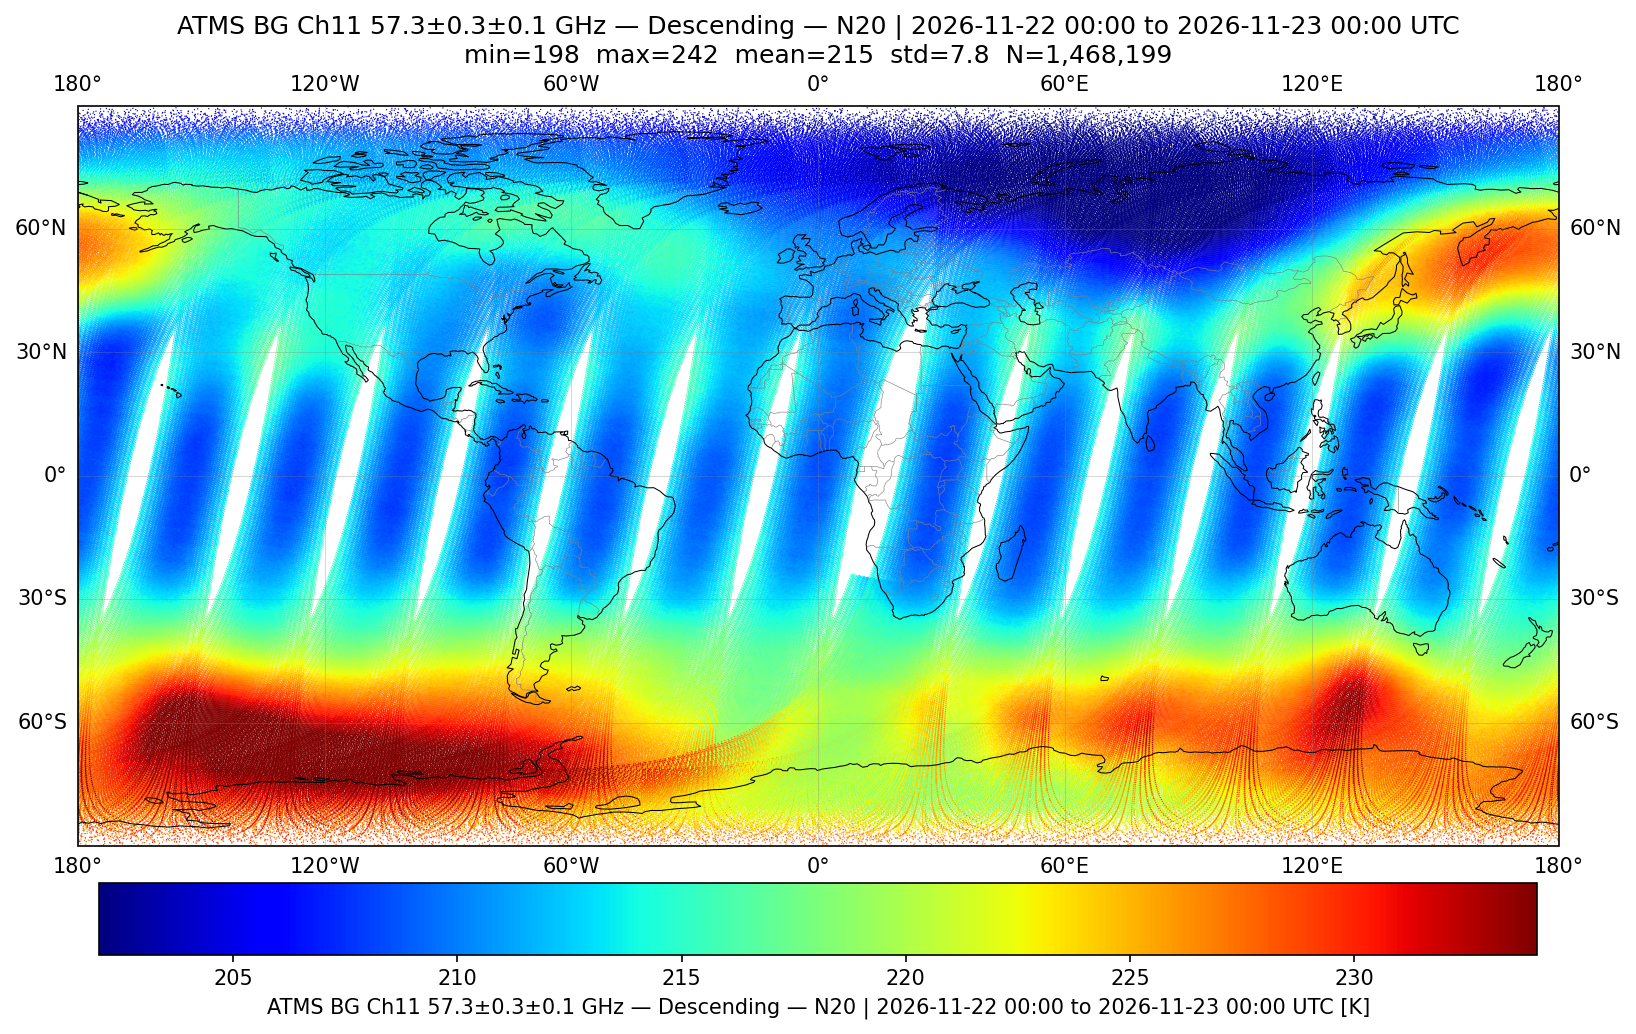 ATMS BG Ch11 57.3±0.3±0.1 GHz — Descending — N20 | 2026-11-22 00:00 to 2026-11-23 00:00 UTC
min=198 max=242 mean=215 std=7.8 N=1,468,199
180° 120°W 60°W 0° 60°E 120°E 180°
60°N 60°N
30°N 30°N
0° 0°
30°S 30°S
60°S 60°S
180° 120°W 60°W 0° 60°E 120°E 180°
205 210 215 220 225 230
ATMS BG Ch11 57.3±0.3±0.1 GHz — Descending — N20 | 2026-11-22 00:00 to 2026-11-23 00:00 UTC [K]